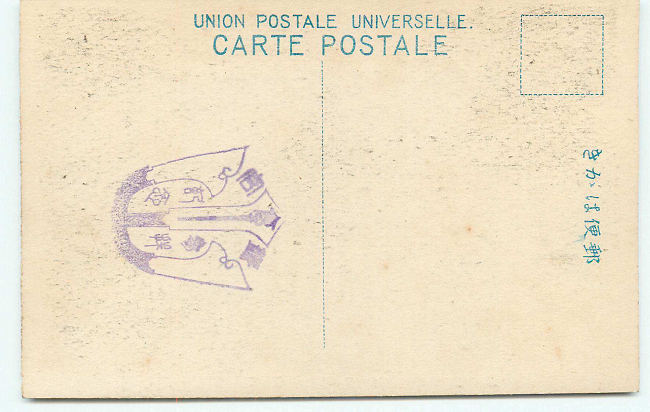 UNION POSTALE UNIVERSELLE.
CARTE POSTALE
きかは便郵